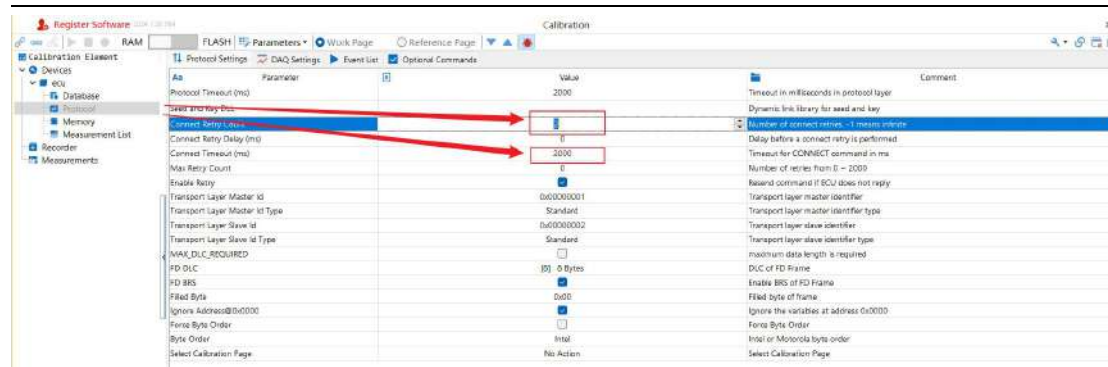 Register Software
Calibration
RAM FLASH Parameters Work Page Reference Page
Calibration Element
Protocol Settings DAQ Settings Event List Optional Commands
Devices
ecu
Database
Protocol
Memory
Measurement List
Recorder
Measurements
Parameter Value Comment
Protocol Timeout (ms) 2000 Timeout in milliseconds in protocol layer
Seed and Key DLL Dynamic link library for seed and key
Connect Retry Count Number of connect retries, -1 means infinite
Connect Retry Delay (ms) 0 Delay before a connect retry is performed
Connect Timeout (ms) 2000 Timeout for CONNECT command in ms
Max Retry Count 0 Number of retries from 0 ~ 2000
Enable Retry Resend command if ECU does not reply
Transport Layer Master Id 0x00000001 Transport layer master identifier
Transport Layer Master Id Type Standard Transport layer master identifier type
Transport Layer Slave Id 0x00000002 Transport layer slave identifier
Transport Layer Slave Id Type Standard Transport layer slave identifier type
MAX_DLC_REQUIRED maximum data length is required
FD DLC [0] 0 Bytes DLC of FD Frame
FD BRS Enable BRS of FD Frame
Filled Byte 0x00 Filled byte of frame
Ignore Address@0x0000 Ignore the variables at address 0x0000
Force Byte Order Force Byte Order
Byte Order Intel Intel or Motorola byte order
Select Calibration Page No Action Select Calibration Page